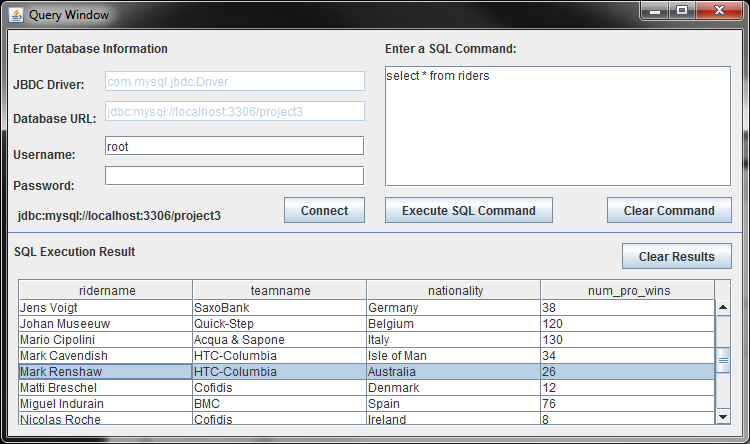 Query Window
Enter Database Information
Enter a SQL Command:
JBDC Driver: com.mysql.jbdc.Driver
select * from riders
Database URL: jdbc:mysql://localhost:3306/project3
Username: root
Password:
jdbc:mysql://localhost:3306/project3 Connect Execute SQL Command Clear Command
SQL Execution Result Clear Results
ridername teamname nationality num_pro_wins
Jens Voigt SaxoBank Germany 38
Johan Museeuw Quick-Step Belgium 120
Mario Cipolini Acqua & Sapone Italy 130
Mark Cavendish HTC-Columbia Isle of Man 34
Mark Renshaw HTC-Columbia Australia 26
Matti Breschel Cofidis Denmark 12
Miguel Indurain BMC Spain 76
Nicolas Roche Cofidis Ireland 8